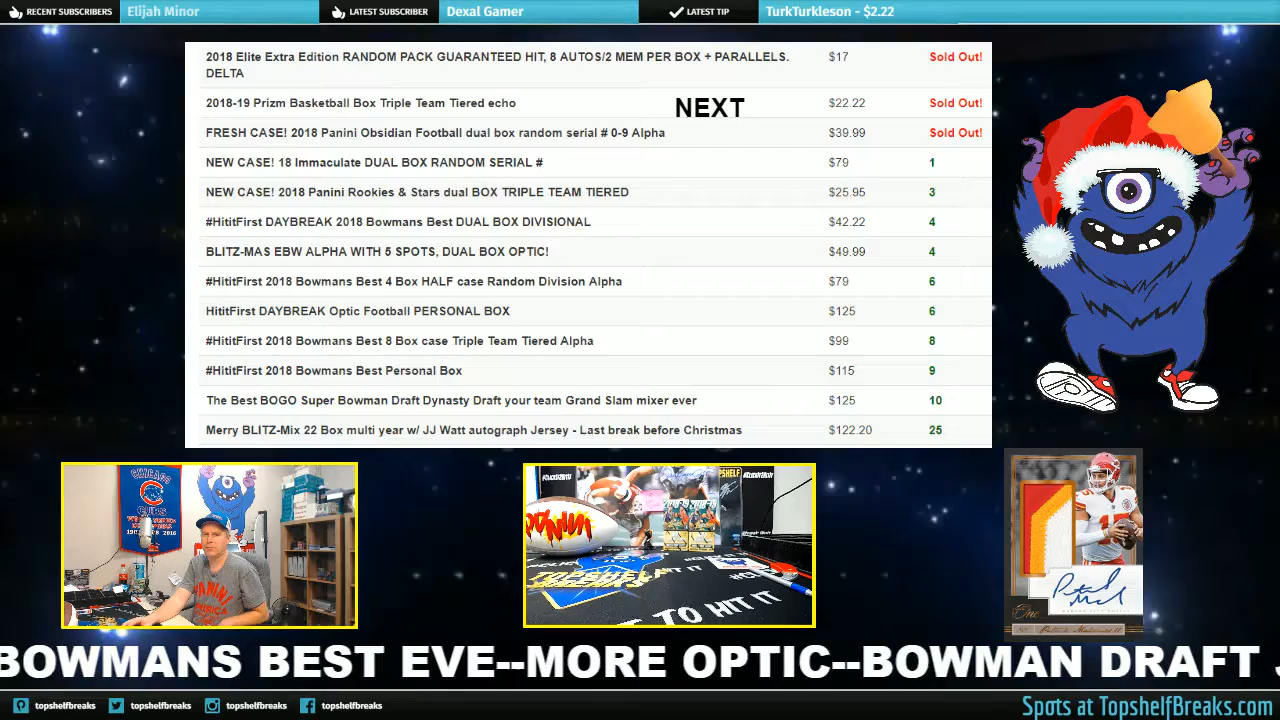 RECENT SUBSCRIBERS Elijah Minor LATEST SUBSCRIBER Dexal Gamer LATEST TIP TurkTurkleson - $2.22
2018 Elite Extra Edition RANDOM PACK GUARANTEED HIT, 8 AUTOS/2 MEM PER BOX + PARALLELS. $17 Sold Out!
DELTA
2018-19 Prizm Basketball Box Triple Team Tiered echo $22.22 Sold Out!
NEXT
FRESH CASE! 2018 Panini Obsidian Football dual box random serial # 0-9 Alpha $39.99 Sold Out!
NEW CASE! 18 Immaculate DUAL BOX RANDOM SERIAL # $79 1
NEW CASE! 2018 Panini Rookies & Stars dual BOX TRIPLE TEAM TIERED $25.95 3
#HititFirst DAYBREAK 2018 Bowmans Best DUAL BOX DIVISIONAL $42.22 4
BLITZ-MAS EBW ALPHA WITH 5 SPOTS, DUAL BOX OPTIC! $49.99 4
#HititFirst 2018 Bowmans Best 4 Box HALF case Random Division Alpha $79 6
HititFirst DAYBREAK Optic Football PERSONAL BOX $125 6
#HititFirst 2018 Bowmans Best 8 Box case Triple Team Tiered Alpha $99 8
#HititFirst 2018 Bowmans Best Personal Box $115 9
The Best BOGO Super Bowman Draft Dynasty Draft your team Grand Slam mixer ever $125 10
Merry BLITZ-Mix 22 Box multi year w/ JJ Watt autograph Jersey - Last break before Christmas $122.20 25
CHICAGO
CUBS
PANINI
AMERICA
PANINI
TOPSHELF
TO HIT IT
BOWMANS BEST EVE--MORE OPTIC--BOWMAN DRAFT
topshelfbreaks topshelfbreaks topshelfbreaks topshelfbreaks
Spots at TopshelfBreaks.com